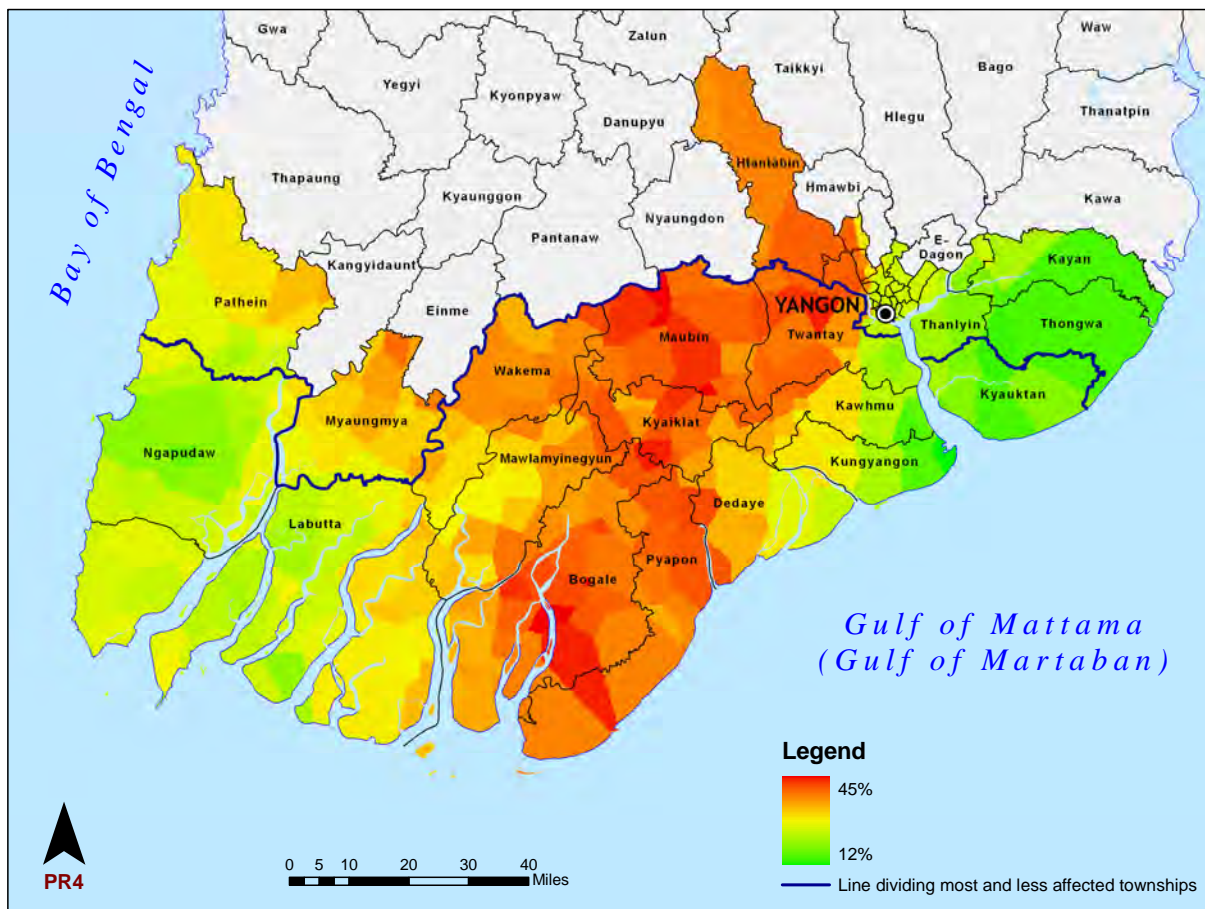 Gwa
Zalun
Waw
Yegyi
Kyonpyaw
Taikkyi
Bago
Danupyu
Hlegu
Thanatpin
Bay of Bengal
Thapaung
Kyaunggon
Hlantabin
Hmawbi
Nyaungdon
Kawa
Pantanaw
E-
Dagon
Kangyidaunt
Kayan
Pathein
Einme
YANGON
Thanlyin
Thongwa
Maubin
Twantay
Wakema
Kyauktan
Myaungmya
Kyaiklat
Kawhmu
Ngapudaw
Mawlamyinegyun
Kungyangon
Dedaye
Labutta
Pyapon
Bogale
Gulf of Mattama
(Gulf of Martaban)
Legend
45%
12%
Line dividing most and less affected townships
PR4
0 5 10 20 30 40
Miles